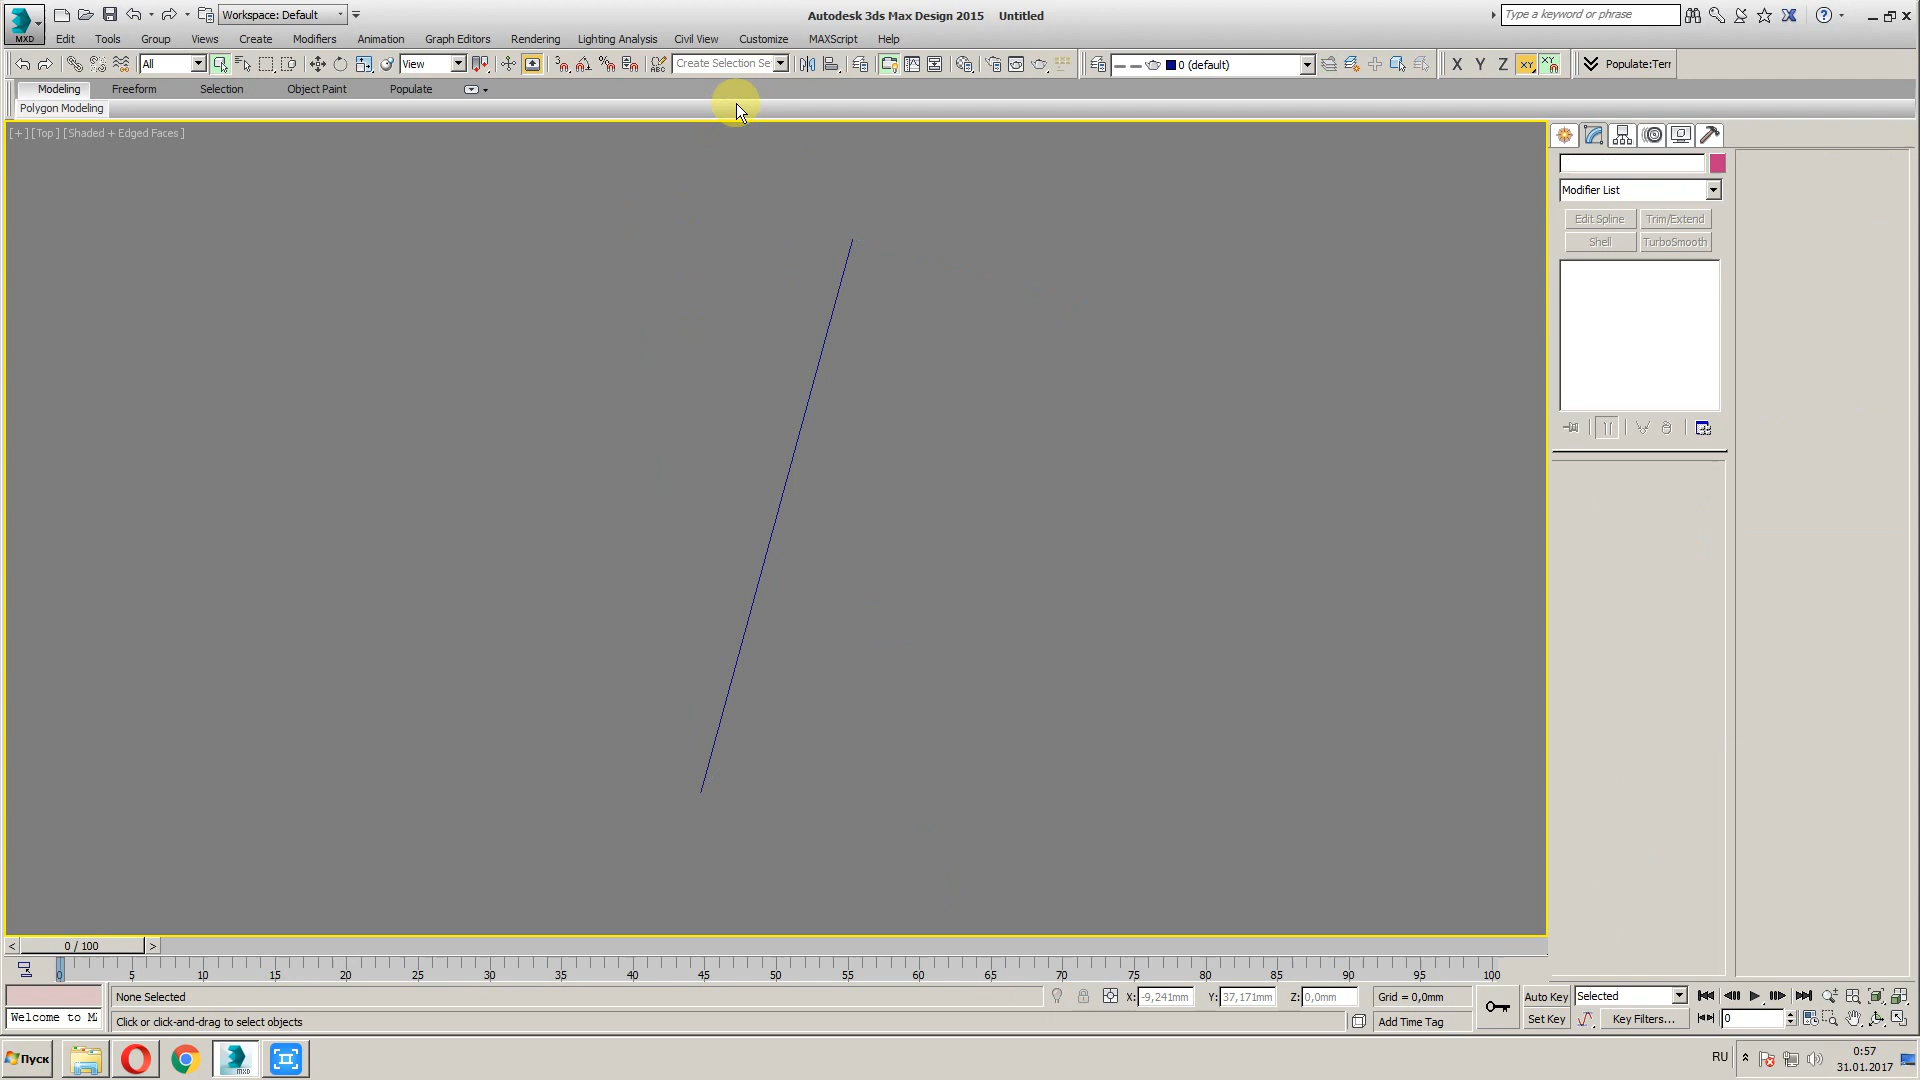 MXD Workspace: Default Autodesk 3ds Max Design 2015 Untitled Type a keyword or phrase
Edit Tools Group Views Create Modifiers Animation Graph Editors Rendering Lighting Analysis Civil View Customize MAXScript Help
All View Create Selection Se 0 (default) X Y Z XY XY Populate:Terr
Modeling Freeform Selection Object Paint Populate
Polygon Modeling
[+] [Top] [Shaded + Edged Faces]
Modifier List
Edit Spline Trim/Extend
Shell TurboSmooth
< 0 / 100 >
0 5 10 15 20 25 30 35 40 45 50 55 60 65 70 75 80 85 90 95 100
None Selected X: -9,241mm Y: 37,171mm Z: 0,0mm Grid = 0,0mm Auto Key Selected
Welcome to M Click or click-and-drag to select objects Add Time Tag Set Key Key Filters... 0
Пуск RU 0:57
31.01.2017